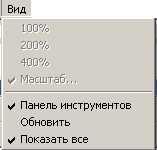 Вид
100%
200%
400%
Масштаб...
Панель инструментов
Обновить
Показать все